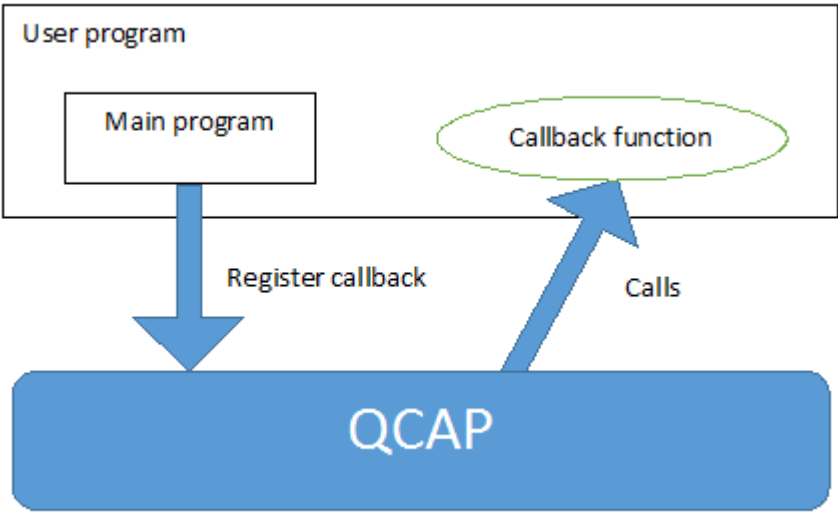 User program
Main program
Callback function
Register callback
Calls
QCAP